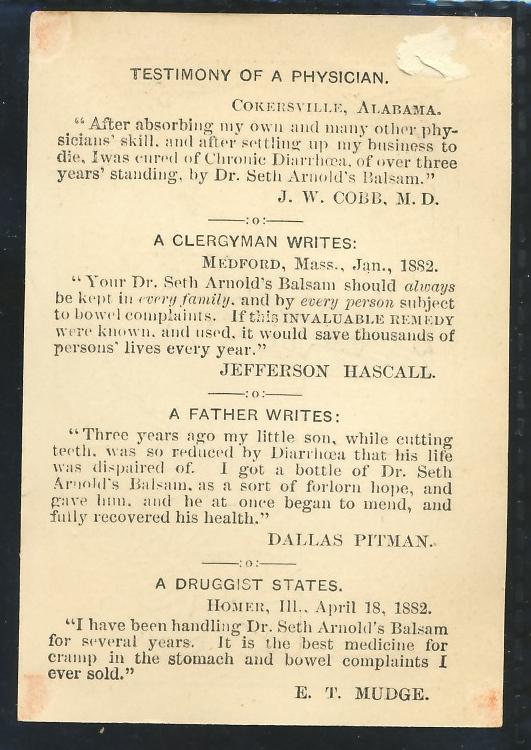 TESTIMONY OF A PHYSICIAN.
COKERSVILLE, ALABAMA.
"After absorbing my own and many other phy-
sicians' skill, and after settling up my business to
die, I was cured of Chronic Diarrhœa, of over three
years' standing, by Dr. Seth Arnold's Balsam."
J. W. COBB, M. D.
——:o:——
A CLERGYMAN WRITES:
MEDFORD, Mass., Jan., 1882.
"Your Dr. Seth Arnold's Balsam should always
be kept in every family, and by every person subject
to bowel complaints. If this INVALUABLE REMEDY
were known, and used, it would save thousands of
persons' lives every year."
JEFFERSON HASCALL.
——:o:——
A FATHER WRITES:
"Three years ago my little son, while cutting
teeth, was so reduced by Diarrhœa that his life
was dispaired of. I got a bottle of Dr. Seth
Arnold's Balsam, as a sort of forlorn hope, and
gave him, and he at once began to mend, and
fully recovered his health."
DALLAS PITMAN.
——:o:——
A DRUGGIST STATES.
HOMER, Ill., April 18, 1882.
"I have been handling Dr. Seth Arnold's Balsam
for several years. It is the best medicine for
cramp in the stomach and bowel complaints I
ever sold."
E. T. MUDGE.